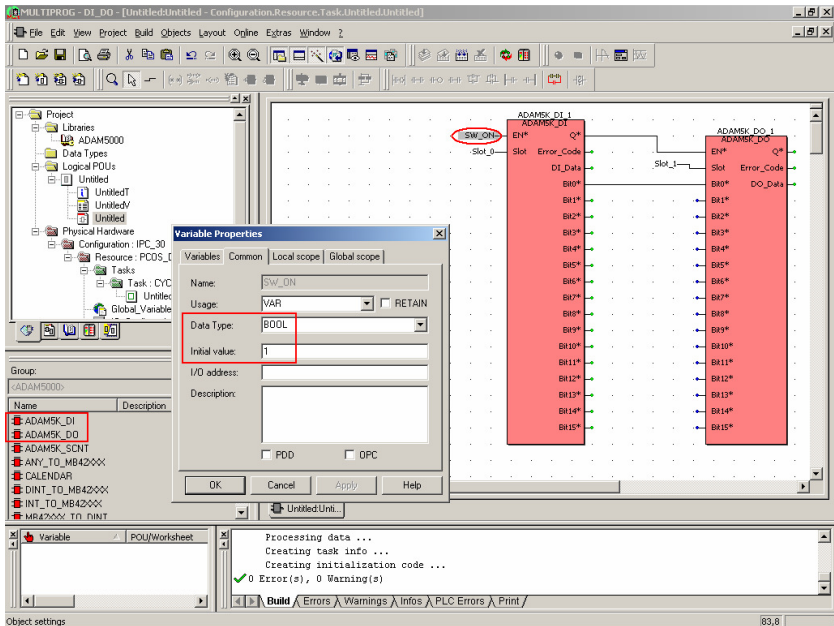 MULTIPROG - DI_DO - [Untitled:Untitled - Configuration.Resource.Task.Untitled.Untitled]
File Edit View Project Build Objects Layout Online Extras Window ?
Project
Libraries
ADAM5000
Data Types
Logical POUs
Untitled
UntitledT
UntitledV
Untitled
Physical Hardware
Configuration : IPC_30
Resource : PCOS_D
Tasks
Task : CYC
Untitled
Global_Variable
Group:
<ADAM5000>
Name Description
ADAM5K_DI
ADAM5K_DO
ADAM5K_SCNT
ANY_TO_MB42XXX
CALENDAR
DINT_TO_MB42XXX
INT_TO_MB42XXX
MB42XXX_TO_DINT
Variable Properties
Variables Common Local scope Global scope
Name: SW_ON
Usage: VAR RETAIN
Data Type: BOOL
Initial value: 1
I/O address:
Description:
PDD OPC
OK Cancel Apply Help
ADAM5K_DI_1
ADAM5K_DI
SW_ON EN* Q*
Slot_0 Slot Error_Code
DI_Data
Bit0*
Bit1*
Bit2*
Bit3*
Bit4*
Bit5*
Bit6*
Bit7*
Bit8*
Bit9*
Bit10*
Bit11*
Bit12*
Bit13*
Bit14*
Bit15*
ADAM5K_DO_1
ADAM5K_DO
EN* Q*
Slot_1 Slot Error_Code
Bit0* DO_Data
Bit1*
Bit2*
Bit3*
Bit4*
Bit5*
Bit6*
Bit7*
Bit8*
Bit9*
Bit10*
Bit11*
Bit12*
Bit13*
Bit14*
Bit15*
Untitled:Unti...
Variable POU/Worksheet
Processing data ...
Creating task info ...
Creating initialization code ...
0 Error(s), 0 Warning(s)
Build Errors Warnings Infos PLC Errors Print
Object settings 83,8